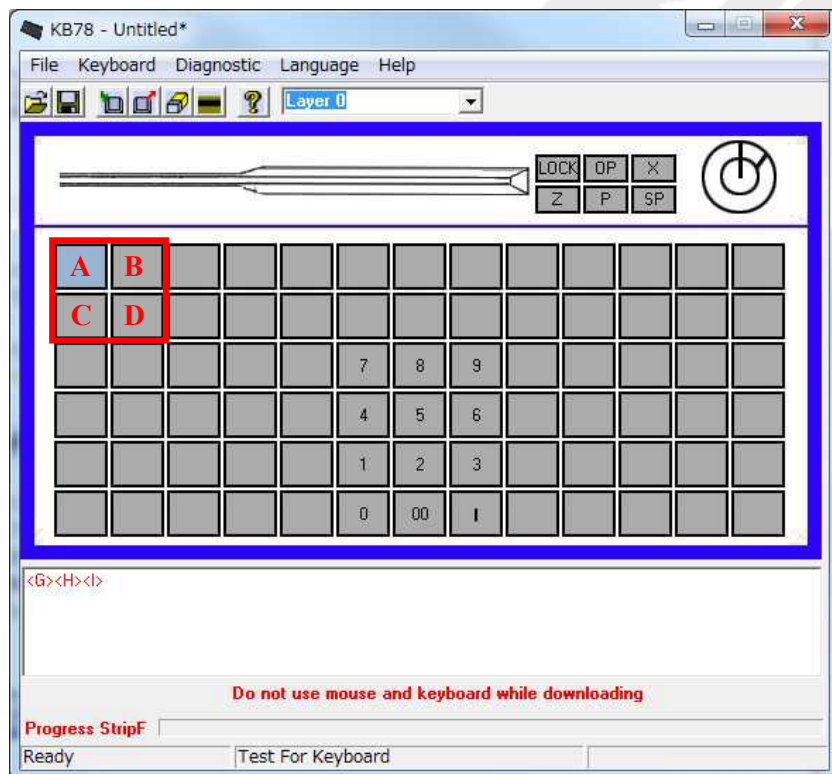 KB78 - Untitled*
File Keyboard Diagnostic Language Help
Layer 0
LOCK OP X
Z P SP
A B
C D
7 8 9
4 5 6
1 2 3
0 00 I
<G><H><I>
Do not use mouse and keyboard while downloading
Progress StripF
Ready Test For Keyboard